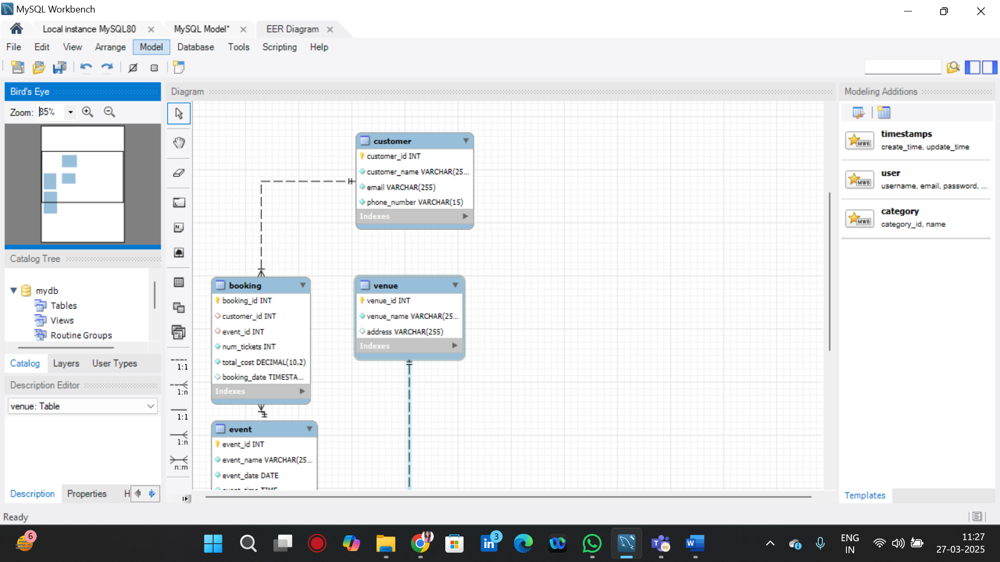 MySQL Workbench
Local instance MySQL80
MySQL Model*
EER Diagram
File
Edit
View
Arrange
Model
Database
Tools
Scripting
Help
Bird's Eye
Zoom: 85%
Catalog Tree
mydb
Tables
Views
Routine Groups
Catalog
Layers
User Types
Description Editor
venue: Table
Description
Properties
H
Ready
Diagram
1:1
1:n
1:1
1:n
n:m
customer
customer_id INT
customer_name VARCHAR(25...
email VARCHAR(255)
phone_number VARCHAR(15)
Indexes
booking
booking_id INT
customer_id INT
event_id INT
num_tickets INT
total_cost DECIMAL(10,2)
booking_date TIMESTA...
Indexes
venue
venue_id INT
venue_name VARCHAR(25...
address VARCHAR(255)
Indexes
event
event_id INT
event_name VARCHAR(25...
event_date DATE
Modeling Additions
MWB
timestamps
create_time, update_time
MWB
user
username, email, password, ...
MWB
category
category_id, name
Templates
6
3
ENG
IN
11:27
27-03-2025